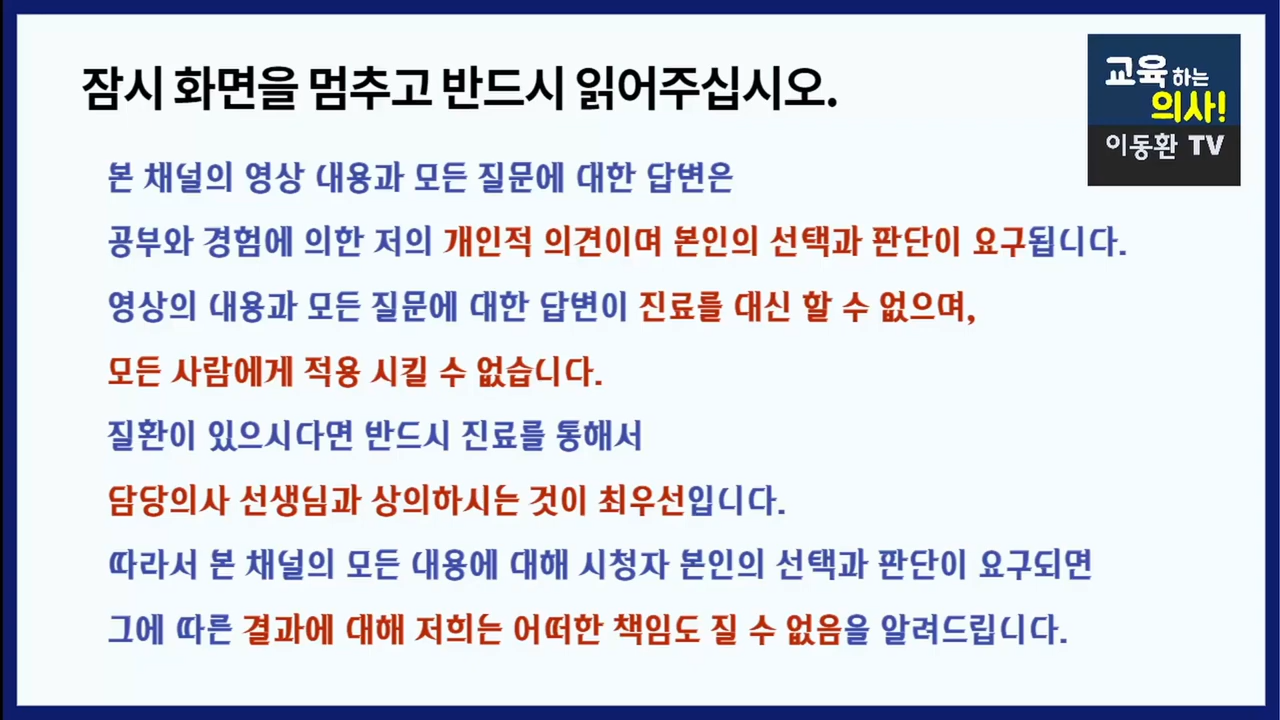 잠시 화면을 멈추고 반드시 읽어주십시오.
교육하는
의사!
이동환 TV
본 채널의 영상 내용과 모든 질문에 대한 답변은
공부와 경험에 의한 저의 개인적 의견이며 본인의 선택과 판단이 요구됩니다.
영상의 내용과 모든 질문에 대한 답변이 진료를 대신 할 수 없으며,
모든 사람에게 적용 시킬 수 없습니다.
질환이 있으시다면 반드시 진료를 통해서
담당의사 선생님과 상의하시는 것이 최우선입니다.
따라서 본 채널의 모든 내용에 대해 시청자 본인의 선택과 판단이 요구되면
그에 따른 결과에 대해 저희는 어떠한 책임도 질 수 없음을 알려드립니다.